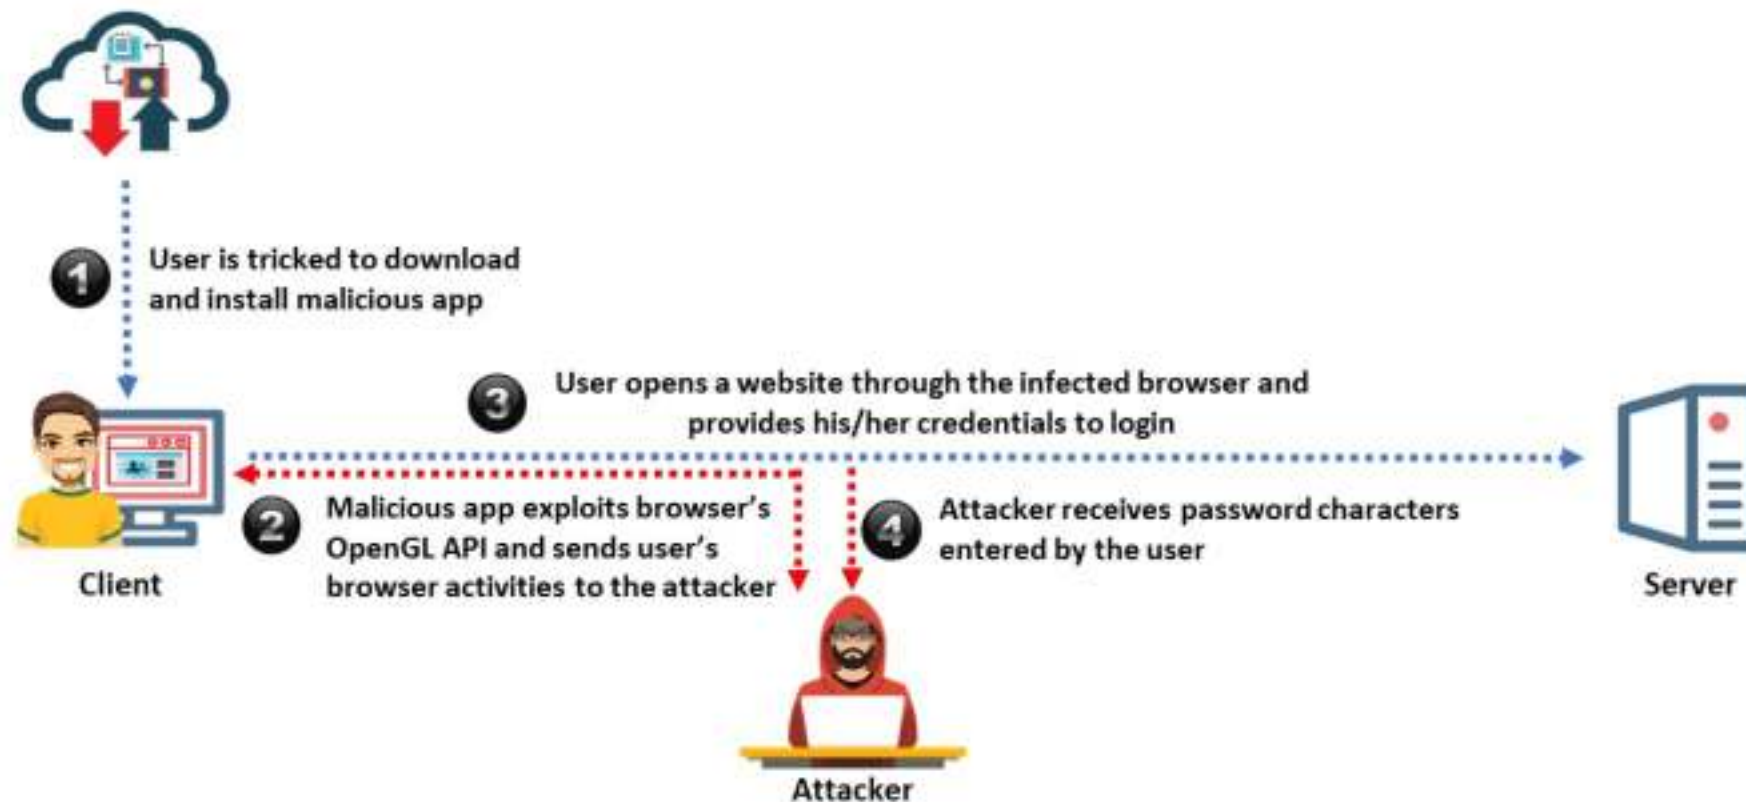 1
User is tricked to download
and install malicious app
3
User opens a website through the infected browser and
provides his/her credentials to login
2
Malicious app exploits browser's
OpenGL API and sends user's
browser activities to the attacker
4
Attacker receives password characters
entered by the user
Client
Server
Attacker